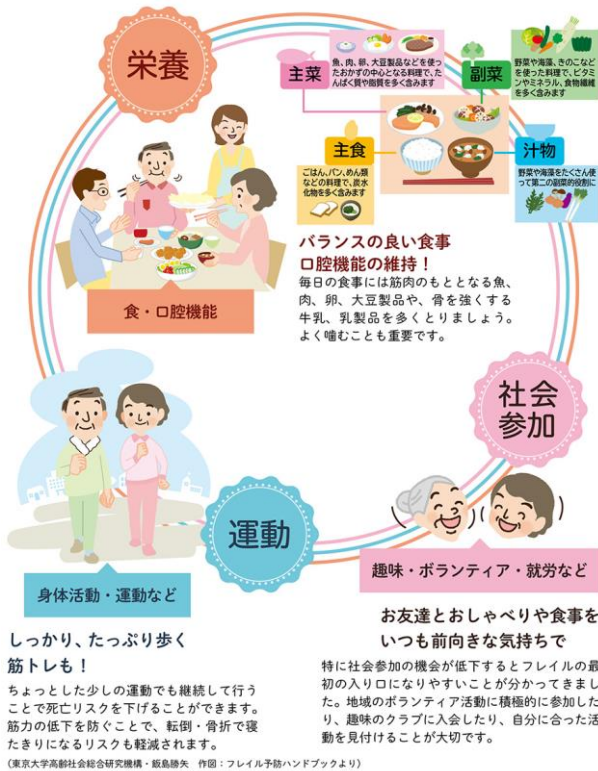 栄養
主菜
魚、肉、卵、大豆製品などを使っ
たおかずの中心となる料理で、た
んぱく質や脂質を多く含みます
副菜
野菜や海藻、きのこなど
を使った料理で、ビタミ
ンやミネラル、食物繊維
を多く含みます
主食
ごはん、パン、めん類
などの料理で、炭水
化物を多く含みます
汁物
野菜や海藻をたくさん使
って第二の副菜的役割に
食・口腔機能
バランスの良い食事
口腔機能の維持！
毎日の食事には筋肉のもととなる魚、
肉、卵、大豆製品や、骨を強くする
牛乳、乳製品を多くとりましょう。
よく噛むことも重要です。
社会
参加
運動
身体活動・運動など
しっかり、たっぷり歩く
筋トレも！
ちょっとした少しの運動でも継続して行う
ことで死亡リスクを下げることができます。
筋力の低下を防ぐことで、転倒・骨折で寝
たきりになるリスクも軽減されます。
趣味・ボランティア・就労など
お友達とおしゃべりや食事を
いつも前向きな気持ちで
特に社会参加の機会が低下するとフレイルの最
初の入り口になりやすいことが分かってきまし
た。地域のボランティア活動に積極的に参加した
り、趣味のクラブに入会したり、自分に合った活
動を見付けることが大切です。
(東京大学高齢社会総合研究機構・飯島勝矢 作図：フレイル予防ハンドブックより)